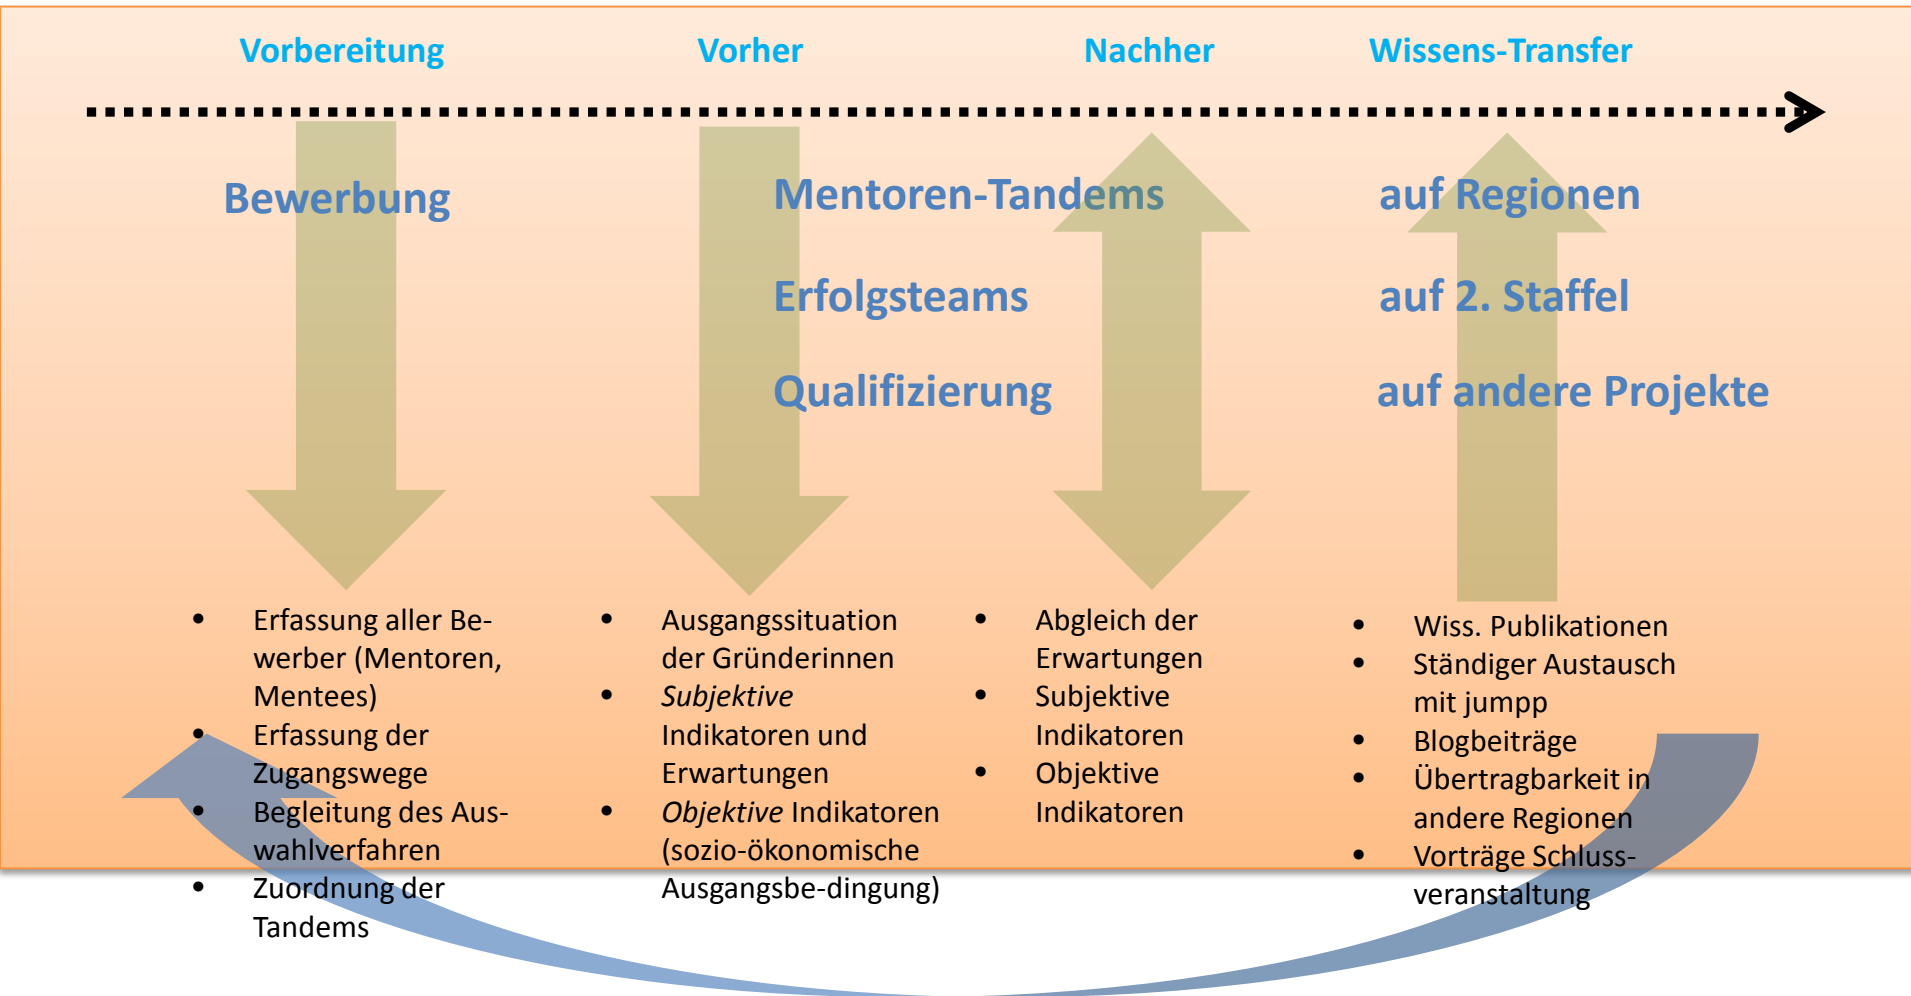 Vorbereitung
Vorher
Nachher
Wissens-Transfer
Bewerbung
Mentoren-Tandems
auf Regionen
Erfolgsteams
auf 2. Staffel
Qualifizierung
auf andere Projekte
• Erfassung aller Be-
werber (Mentoren,
Mentees)
• Erfassung der
Zugangswege
• Begleitung des Aus-
wahlverfahren
• Zuordnung der
Tandems
• Ausgangssituation
der Gründerinnen
• Subjektive
Indikatoren und
Erwartungen
• Objektive Indikatoren
(sozio-ökonomische
Ausgangsbe-dingung)
• Abgleich der
Erwartungen
• Subjektive
Indikatoren
• Objektive
Indikatoren
• Wiss. Publikationen
• Ständiger Austausch
mit jumpp
• Blogbeiträge
• Übertragbarkeit in
andere Regionen
• Vorträge Schluss-
veranstaltung